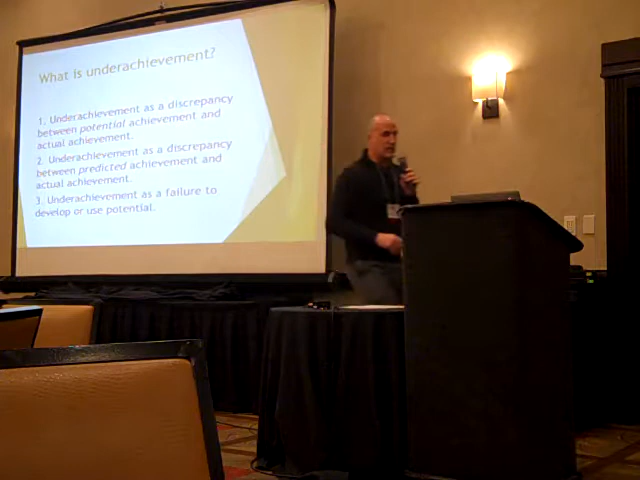 What is underachievement?
1. Underachievement as a discrepancy
between potential achievement and
actual achievement.
2. Underachievement as a discrepancy
between predicted achievement and
actual achievement.
3. Underachievement as a failure to
develop or use potential.